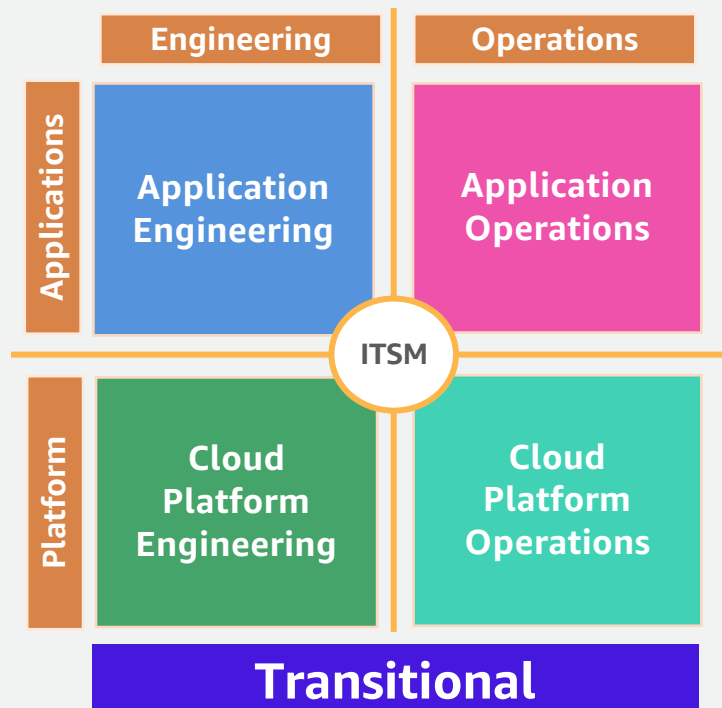 Engineering
Operations
Applications
Application
Engineering
Application
Operations
ITSM
Platform
Cloud
Platform
Engineering
Cloud
Platform
Operations
Transitional